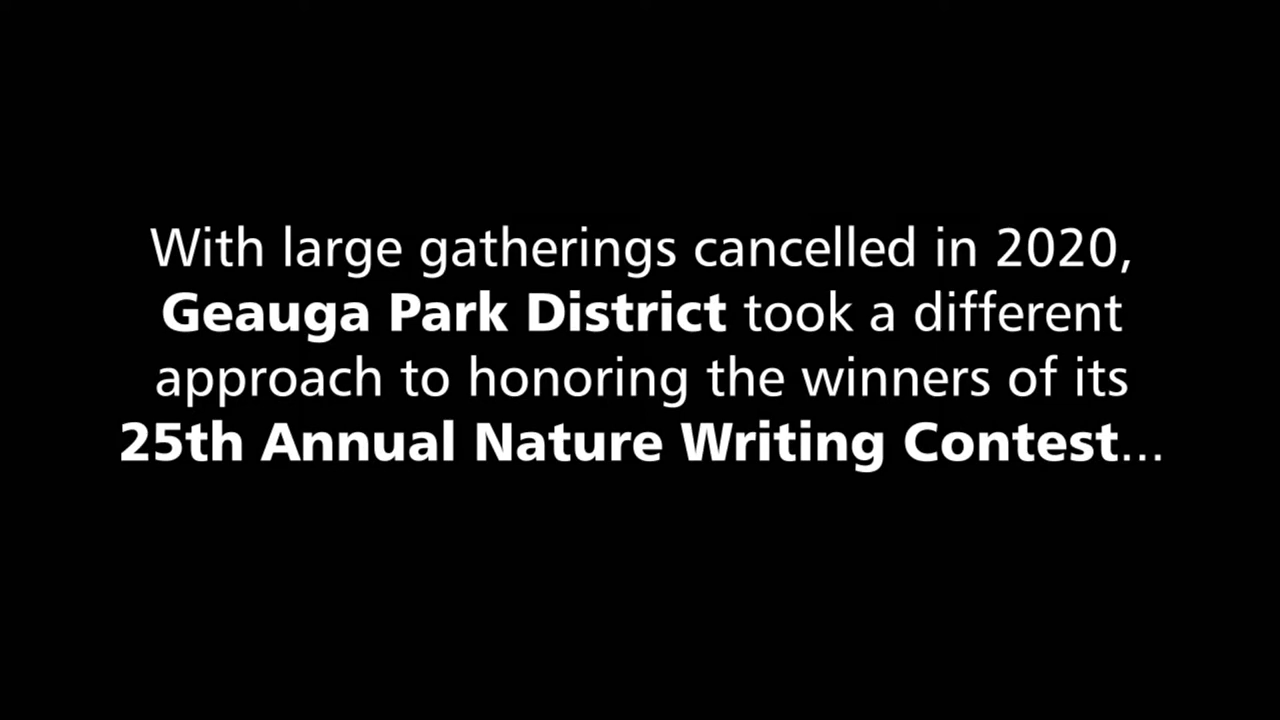 With large gatherings cancelled in 2020,
Geauga Park District took a different
approach to honoring the winners of its
25th Annual Nature Writing Contest...